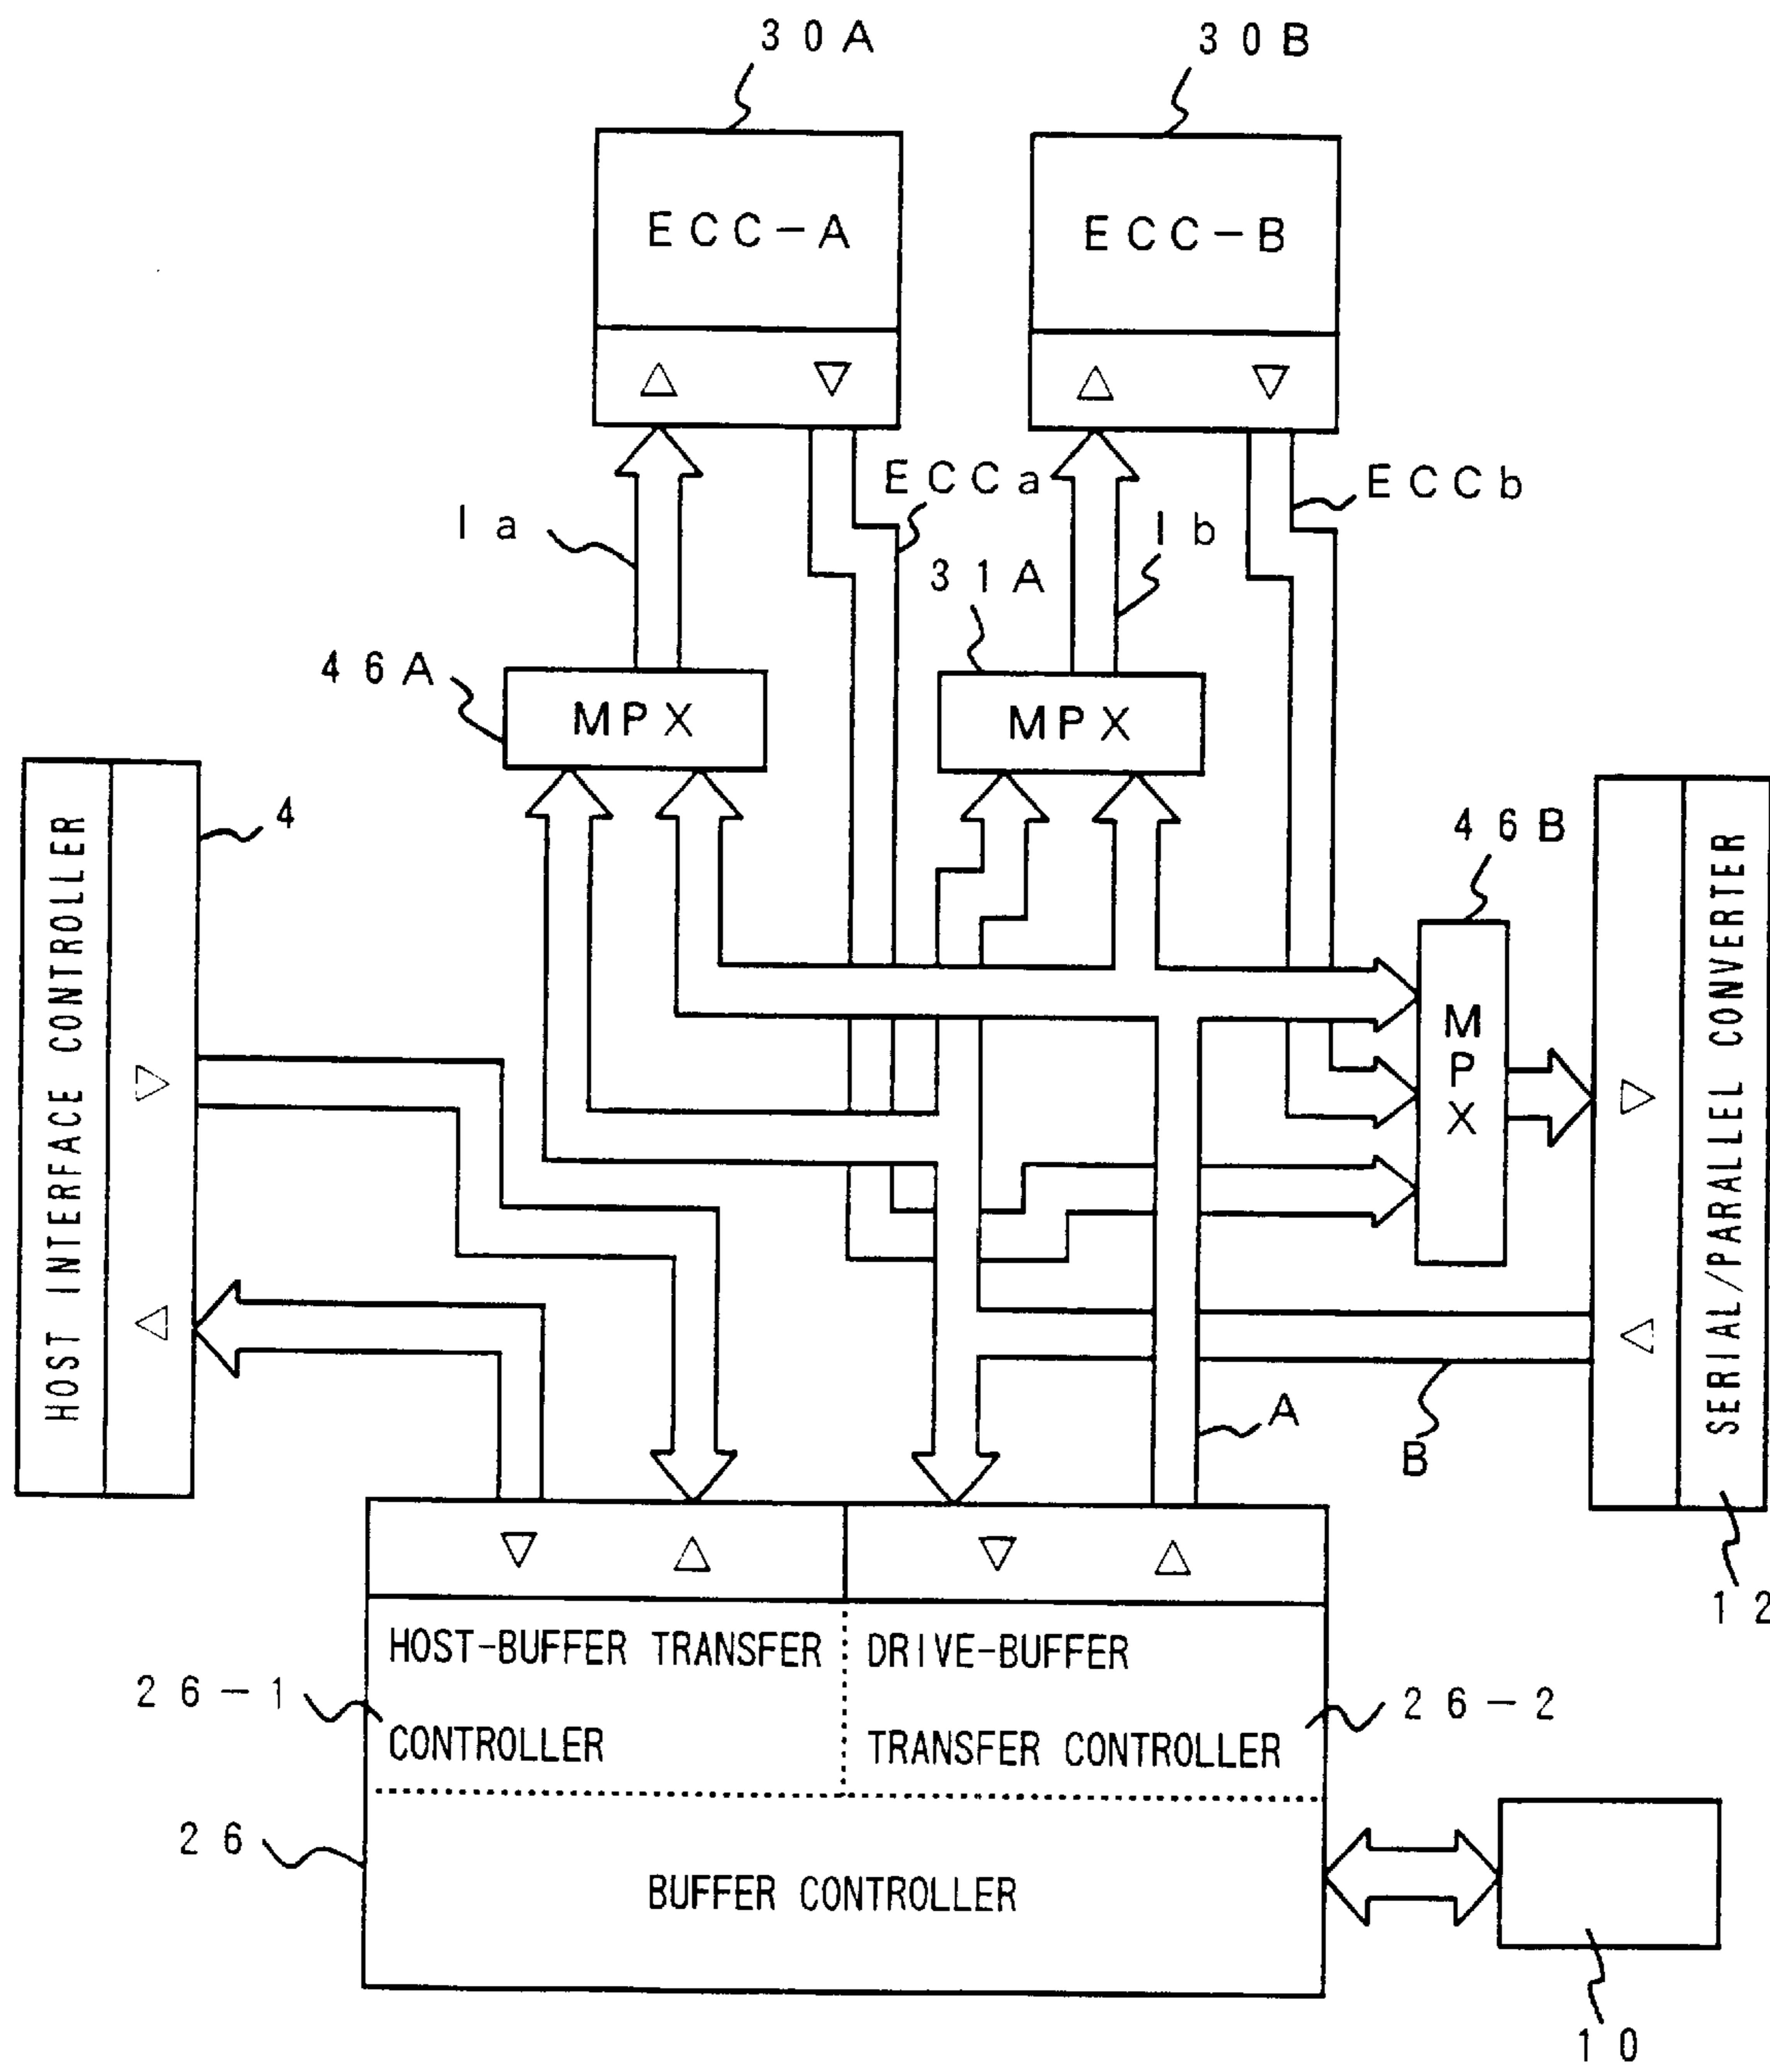 30A
30B
ECC-A
ECC-B
ECCa
ECCb
Ia
Ib
31A
46A
MPX
MPX
4
46B
HOST INTERFACE CONTROLLER
MPX
SERIAL/PARALLEL CONVERTER
A
B
12
HOST-BUFFER TRANSFER
CONTROLLER
DRIVE-BUFFER
TRANSFER CONTROLLER
26-1
26-2
26
BUFFER CONTROLLER
10